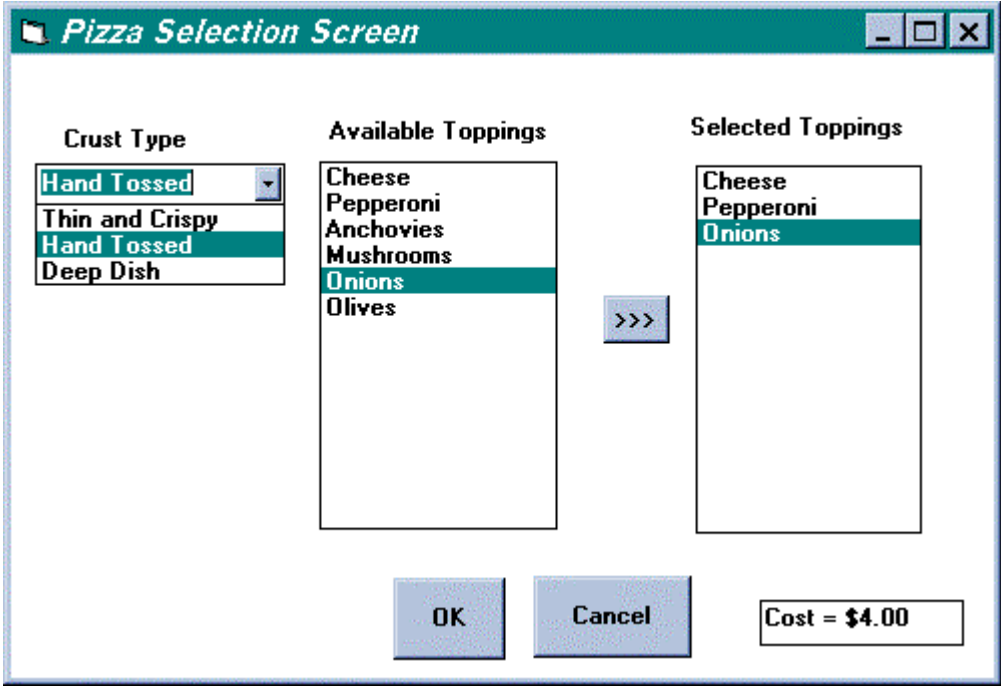 Pizza Selection Screen
Crust Type
Hand Tossed
Thin and Crispy
Hand Tossed
Deep Dish
Available Toppings
Cheese
Pepperoni
Anchovies
Mushrooms
Onions
Olives
>>>
Selected Toppings
Cheese
Pepperoni
Onions
OK
Cancel
Cost = $4.00